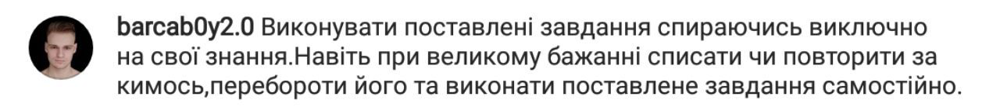 barcab0y2.0 Виконувати поставлені завдання спираючись виключно
на свої знання.Навіть при великому бажанні списати чи повторити за
кимось,перебороти його та виконати поставлене завдання самостійно.